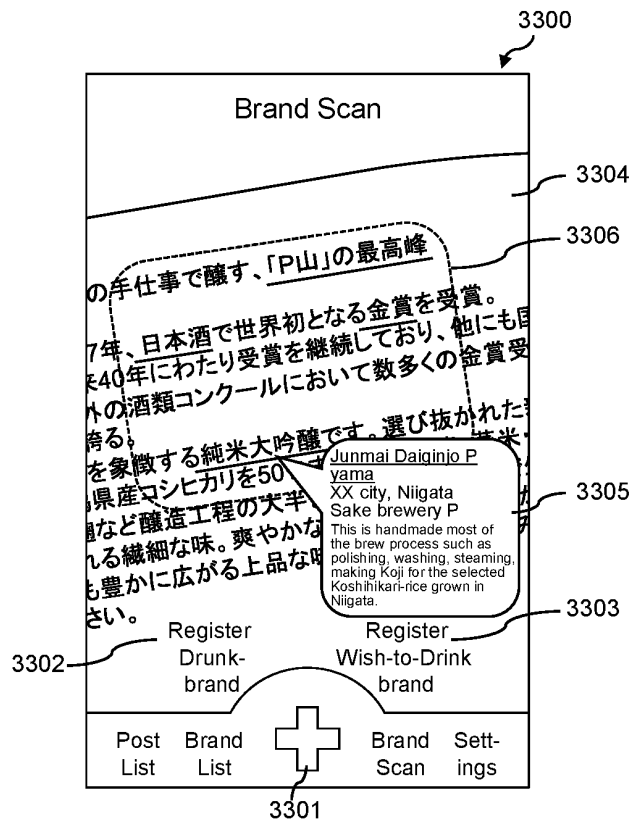 3300
Brand Scan
3304
3306
の手仕事で醸す、「P山」の最高峰
7年、日本酒で世界初となる金賞を受賞。
来40年にわたり受賞を継続しており、他にも国
外の酒類コンクールにおいて数多くの金賞受
誇る。
を象徴する純米大吟醸です。選び抜かれた
県産コシヒカリを50
など醸造工程の大半
れる繊細な味。爽やかな
も豊かに広がる上品な味
さい。
Junmai Daiginjo P
yama
XX city, Niigata
Sake brewery P
This is handmade most of
the brew process such as
polishing, washing, steaming,
making Koji for the selected
Koshihikari-rice grown in
Niigata.
3305
3303
3302
Register
Drunk-
brand
Register
Wish-to-Drink
brand
Post
List
Brand
List
Brand
Scan
Sett-
ings
3301